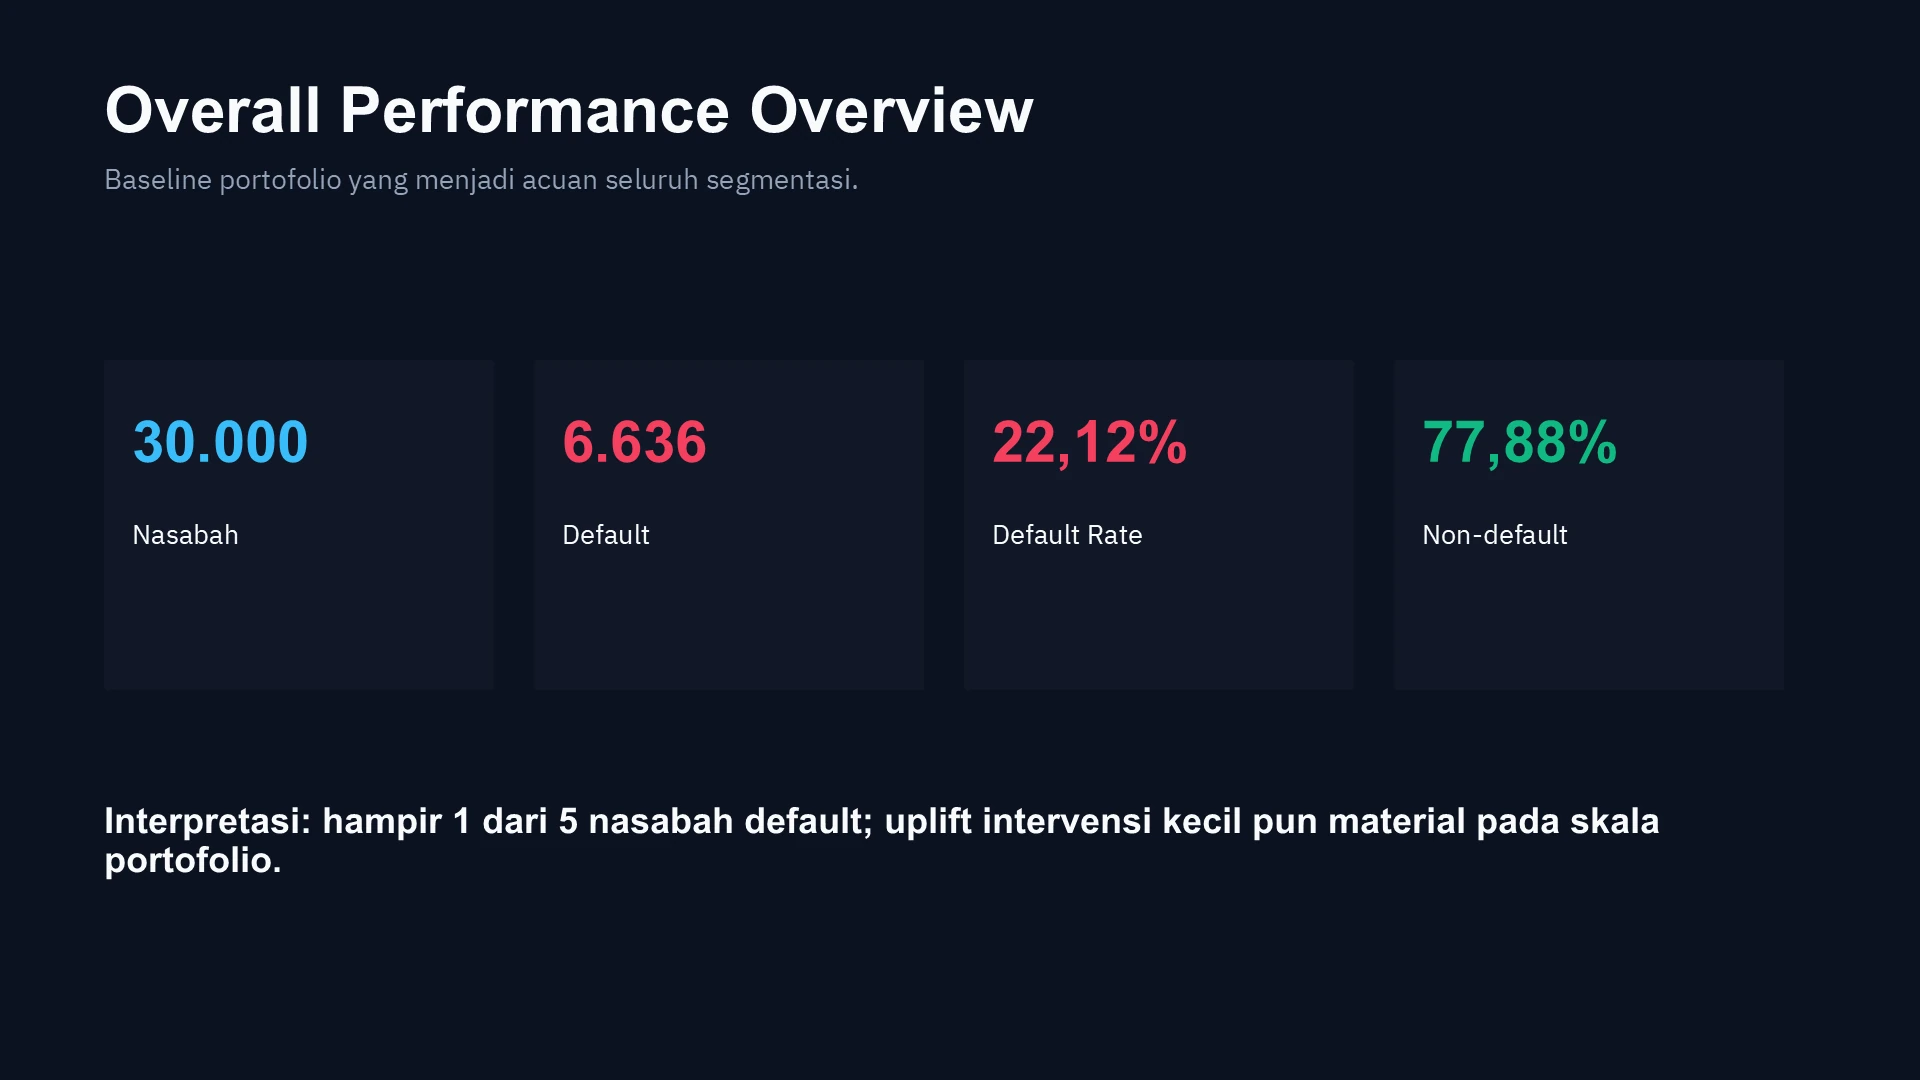 Overall Performance Overview
Baseline portofolio yang menjadi acuan seluruh segmentasi.
30.000
Nasabah
6.636
Default
22,12%
Default Rate
77,88%
Non-default
Interpretasi: hampir 1 dari 5 nasabah default; uplift intervensi kecil pun material pada skala
portofolio.